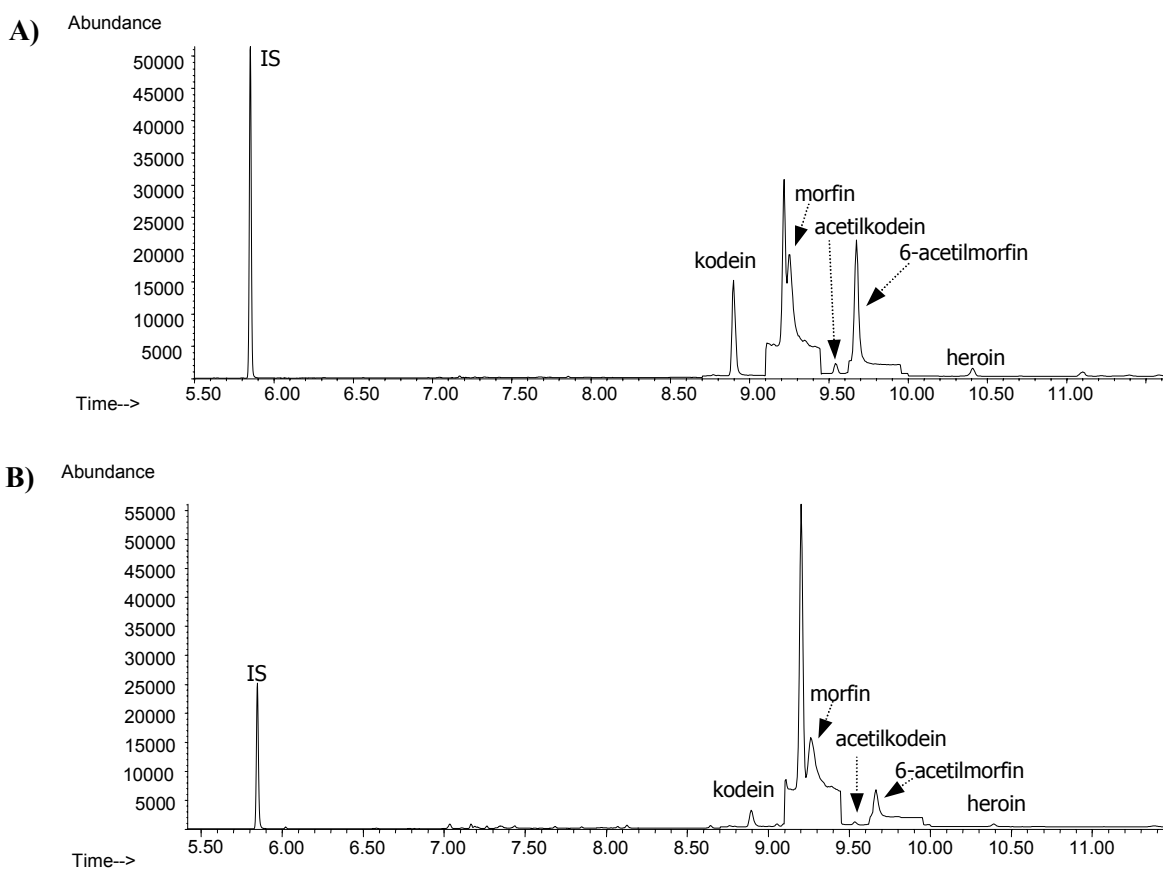 A)
Abundance
50000
45000
40000
35000
30000
25000
20000
15000
10000
5000
IS
kodein
morfin
acetilkodein
6-acetilmorfin
heroin
5.50 6.00 6.50 7.00 7.50 8.00 8.50 9.00 9.50 10.00 10.50 11.00
Time-->
B)
Abundance
55000
50000
45000
40000
35000
30000
25000
20000
15000
10000
5000
IS
kodein
morfin
acetilkodein
6-acetilmorfin
heroin
5.50 6.00 6.50 7.00 7.50 8.00 8.50 9.00 9.50 10.00 10.50 11.00
Time-->